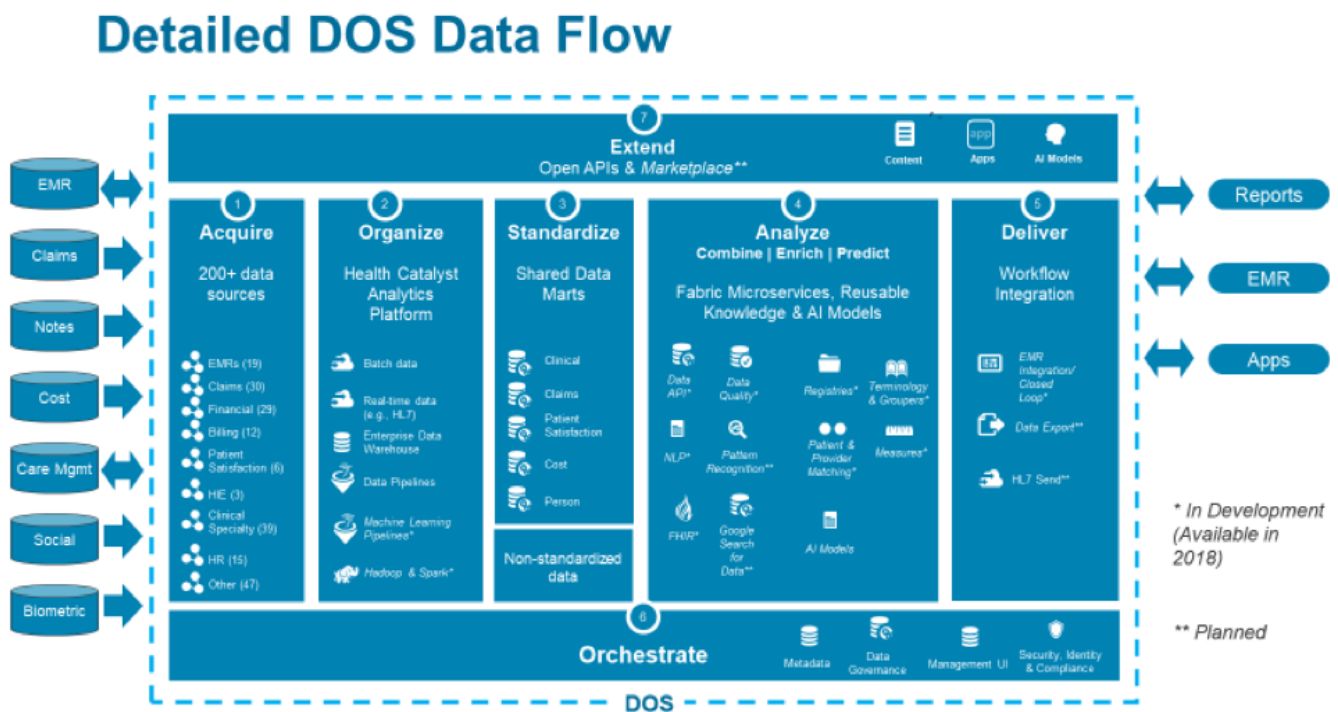 Detailed DOS Data Flow
EMR
Claims
Notes
Cost
Care Mgmt
Social
Biometric
7
Extend
Open APIs & Marketplace**
Content
app
Apps
AI Models
1
Acquire
200+ data
sources
EMRs (19)
Claims (30)
Financial (29)
Billing (12)
Patient
Satisfaction (6)
HIE (3)
Clinical
Specialty (39)
HR (15)
Other (47)
2
Organize
Health Catalyst
Analytics
Platform
Batch data
Real-time data
(e.g., HL7)
Enterprise Data
Warehouse
Data Pipelines
Machine Learning
Pipelines*
Hadoop & Spark*
3
Standardize
Shared Data
Marts
Clinical
Claims
Patient
Satisfaction
Cost
Person
Non-standardized
data
4
Analyze
Combine | Enrich | Predict
Fabric Microservices, Reusable
Knowledge & AI Models
Data
API*
Data
Quality*
Registries*
Terminology
& Groupers*
NLP*
Pattern
Recognition**
Patient &
Provider
Matching*
Measures*
FHIR*
Google
Search
for
Data**
AI Models
5
Deliver
Workflow
Integration
EMR
Integration/
Closed
Loop*
Data Export**
HL7 Send**
6
Orchestrate
Metadata
Data
Governance
Management UI
Security, Identity
& Compliance
DOS
Reports
EMR
Apps
* In Development
(Available in
2018)
** Planned